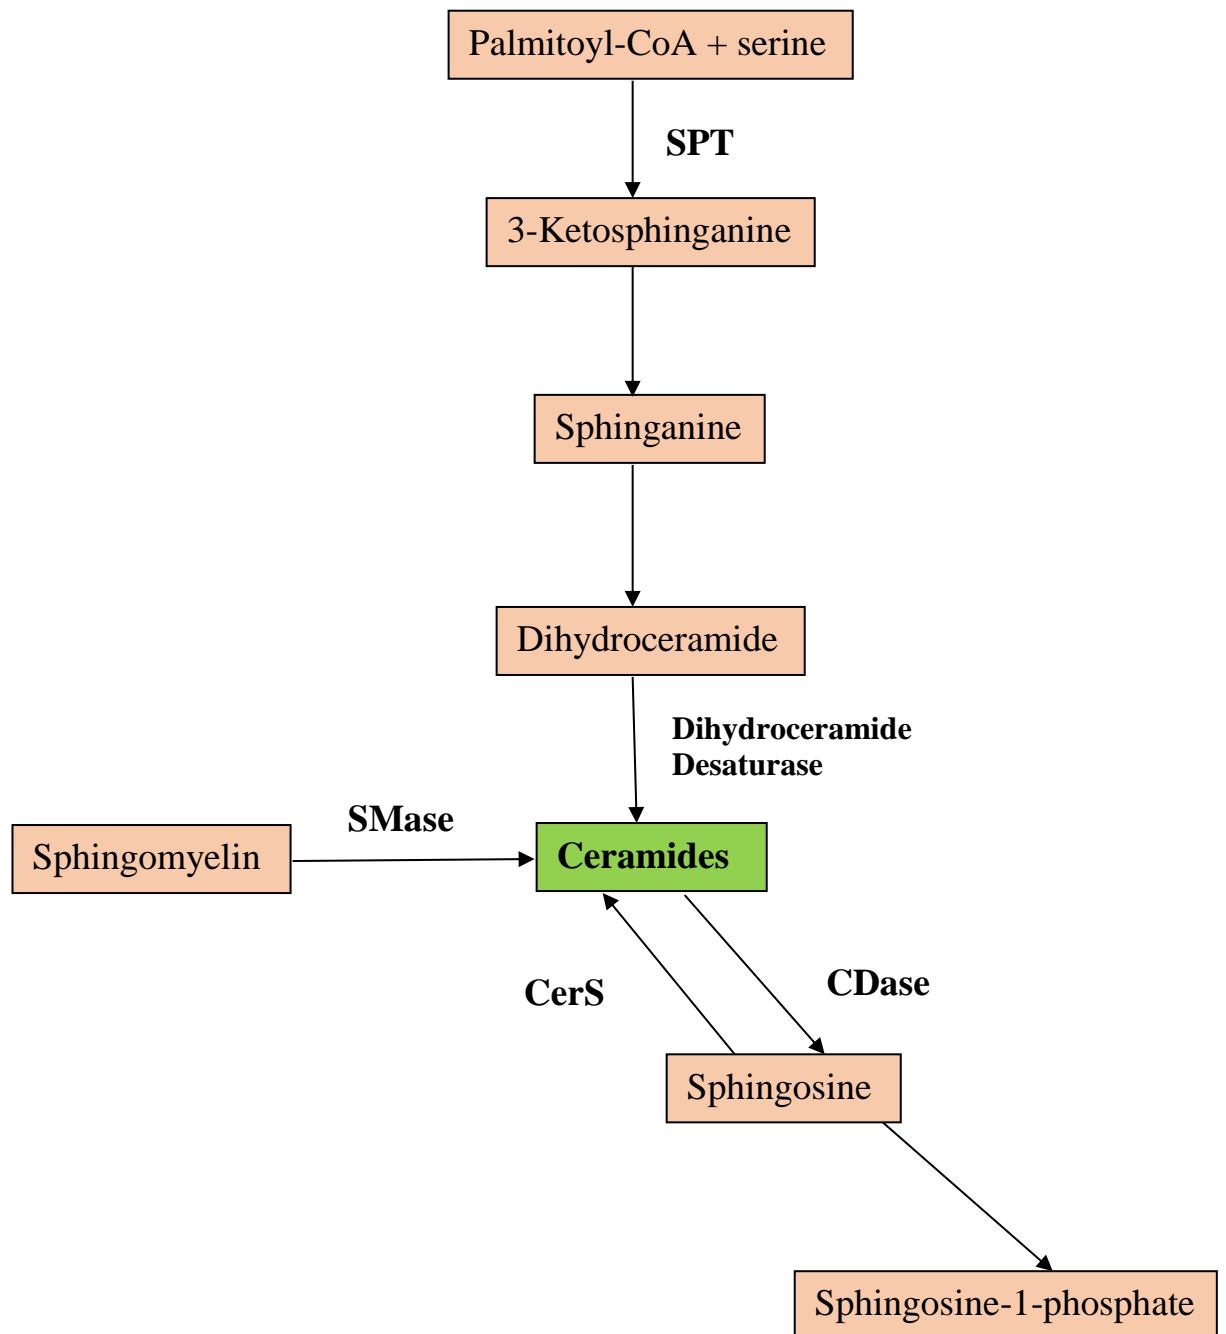 Palmitoyl-CoA + serine
SPT
3-Ketosphinganine
Sphinganine
Dihydroceramide
Dihydroceramide
Desaturase
SMase
Sphingomyelin
Ceramides
CerS
CDase
Sphingosine
Sphingosine-1-phosphate